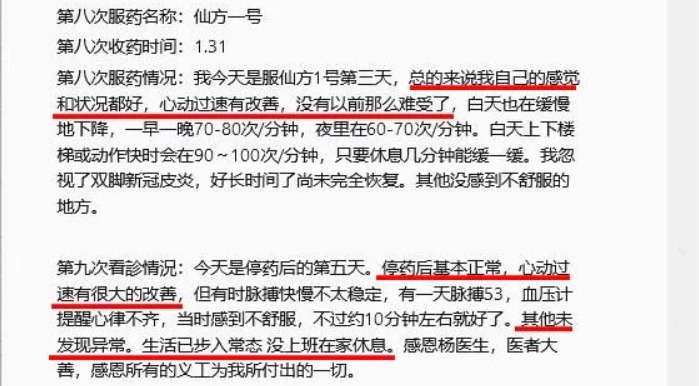 第八次服药名称：仙方一号
第八次收药时间：1.31
第八次服药情况：我今天是服仙方1号第三天，总的来说我自己的感觉
和状况都好，心动过速有改善，没有以前那么难受了，白天也在缓慢
地下降，一早一晚70-80次/分钟，夜里在60-70次/分钟。白天上下楼
梯或动作快时会在90～100次/分钟，只要休息几分钟能缓一缓。我忽
视了双脚新冠皮炎，好长时间了尚未完全恢复。其他没感到不舒服的
地方。
第九次看診情况：今天是停药后的第五天。停药后基本正常，心动过
速有很大的改善，但有时脉搏快慢不太稳定，有一天脉搏53，血压计
提醒心律不齐，当时感到不舒服，不过约10分钟左右就好了。其他未
发现异常。生活已步入常态 没上班在家休息。感恩杨医生，医者大
善，感恩所有的义工为我所付出的一切。